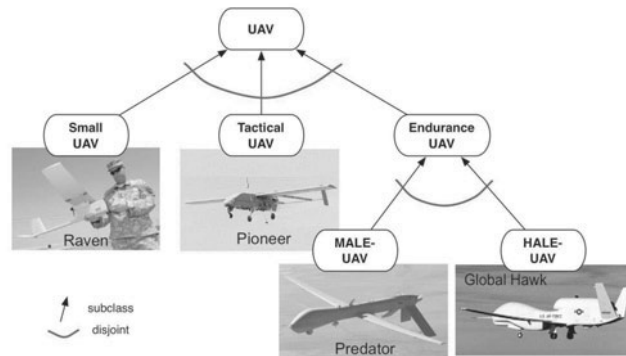 UAV
Small
UAV
Tactical
UAV
Endurance
UAV
Raven
Pioneer
MALE-
UAV
HALE-
UAV
Global Hawk
Predator
subclass
disjoint